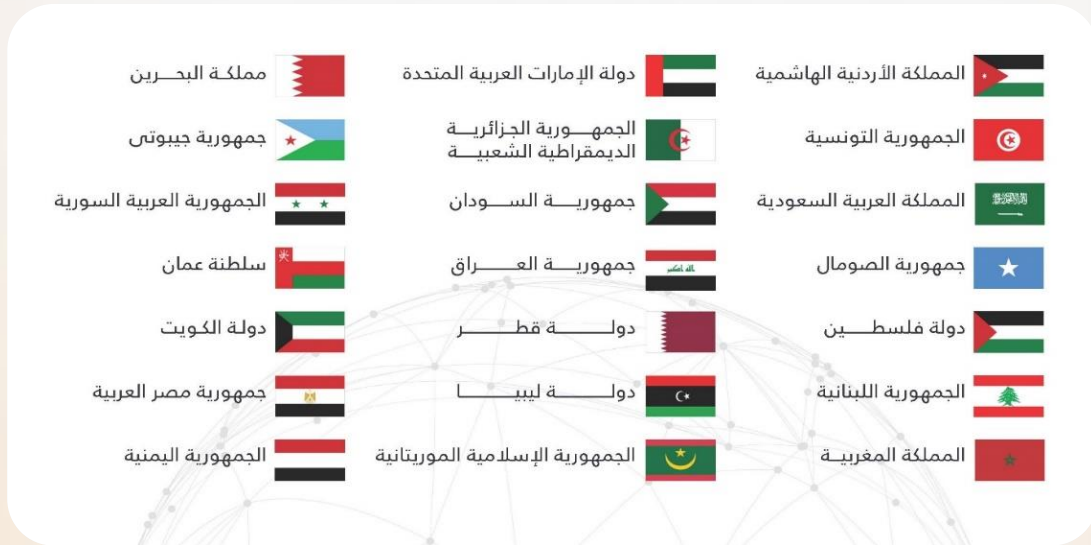 المملكة الأردنية الهاشمية
دولة الإمارات العربية المتحدة
مملكة البحرين
الجمهورية التونسية
الجمهورية الجزائرية
الديمقراطية الشعبية
جمهورية جيبوتى
المملكة العربية السعودية
جمهورية السودان
الجمهورية العربية السورية
جمهورية الصومال
جمهورية العراق
سلطنة عمان
دولة فلسطين
دولة قطر
دولة الكويت
الجمهورية اللبنانية
دولة ليبيا
جمهورية مصر العربية
المملكة المغربية
الجمهورية الإسلامية الموريتانية
الجمهورية اليمنية